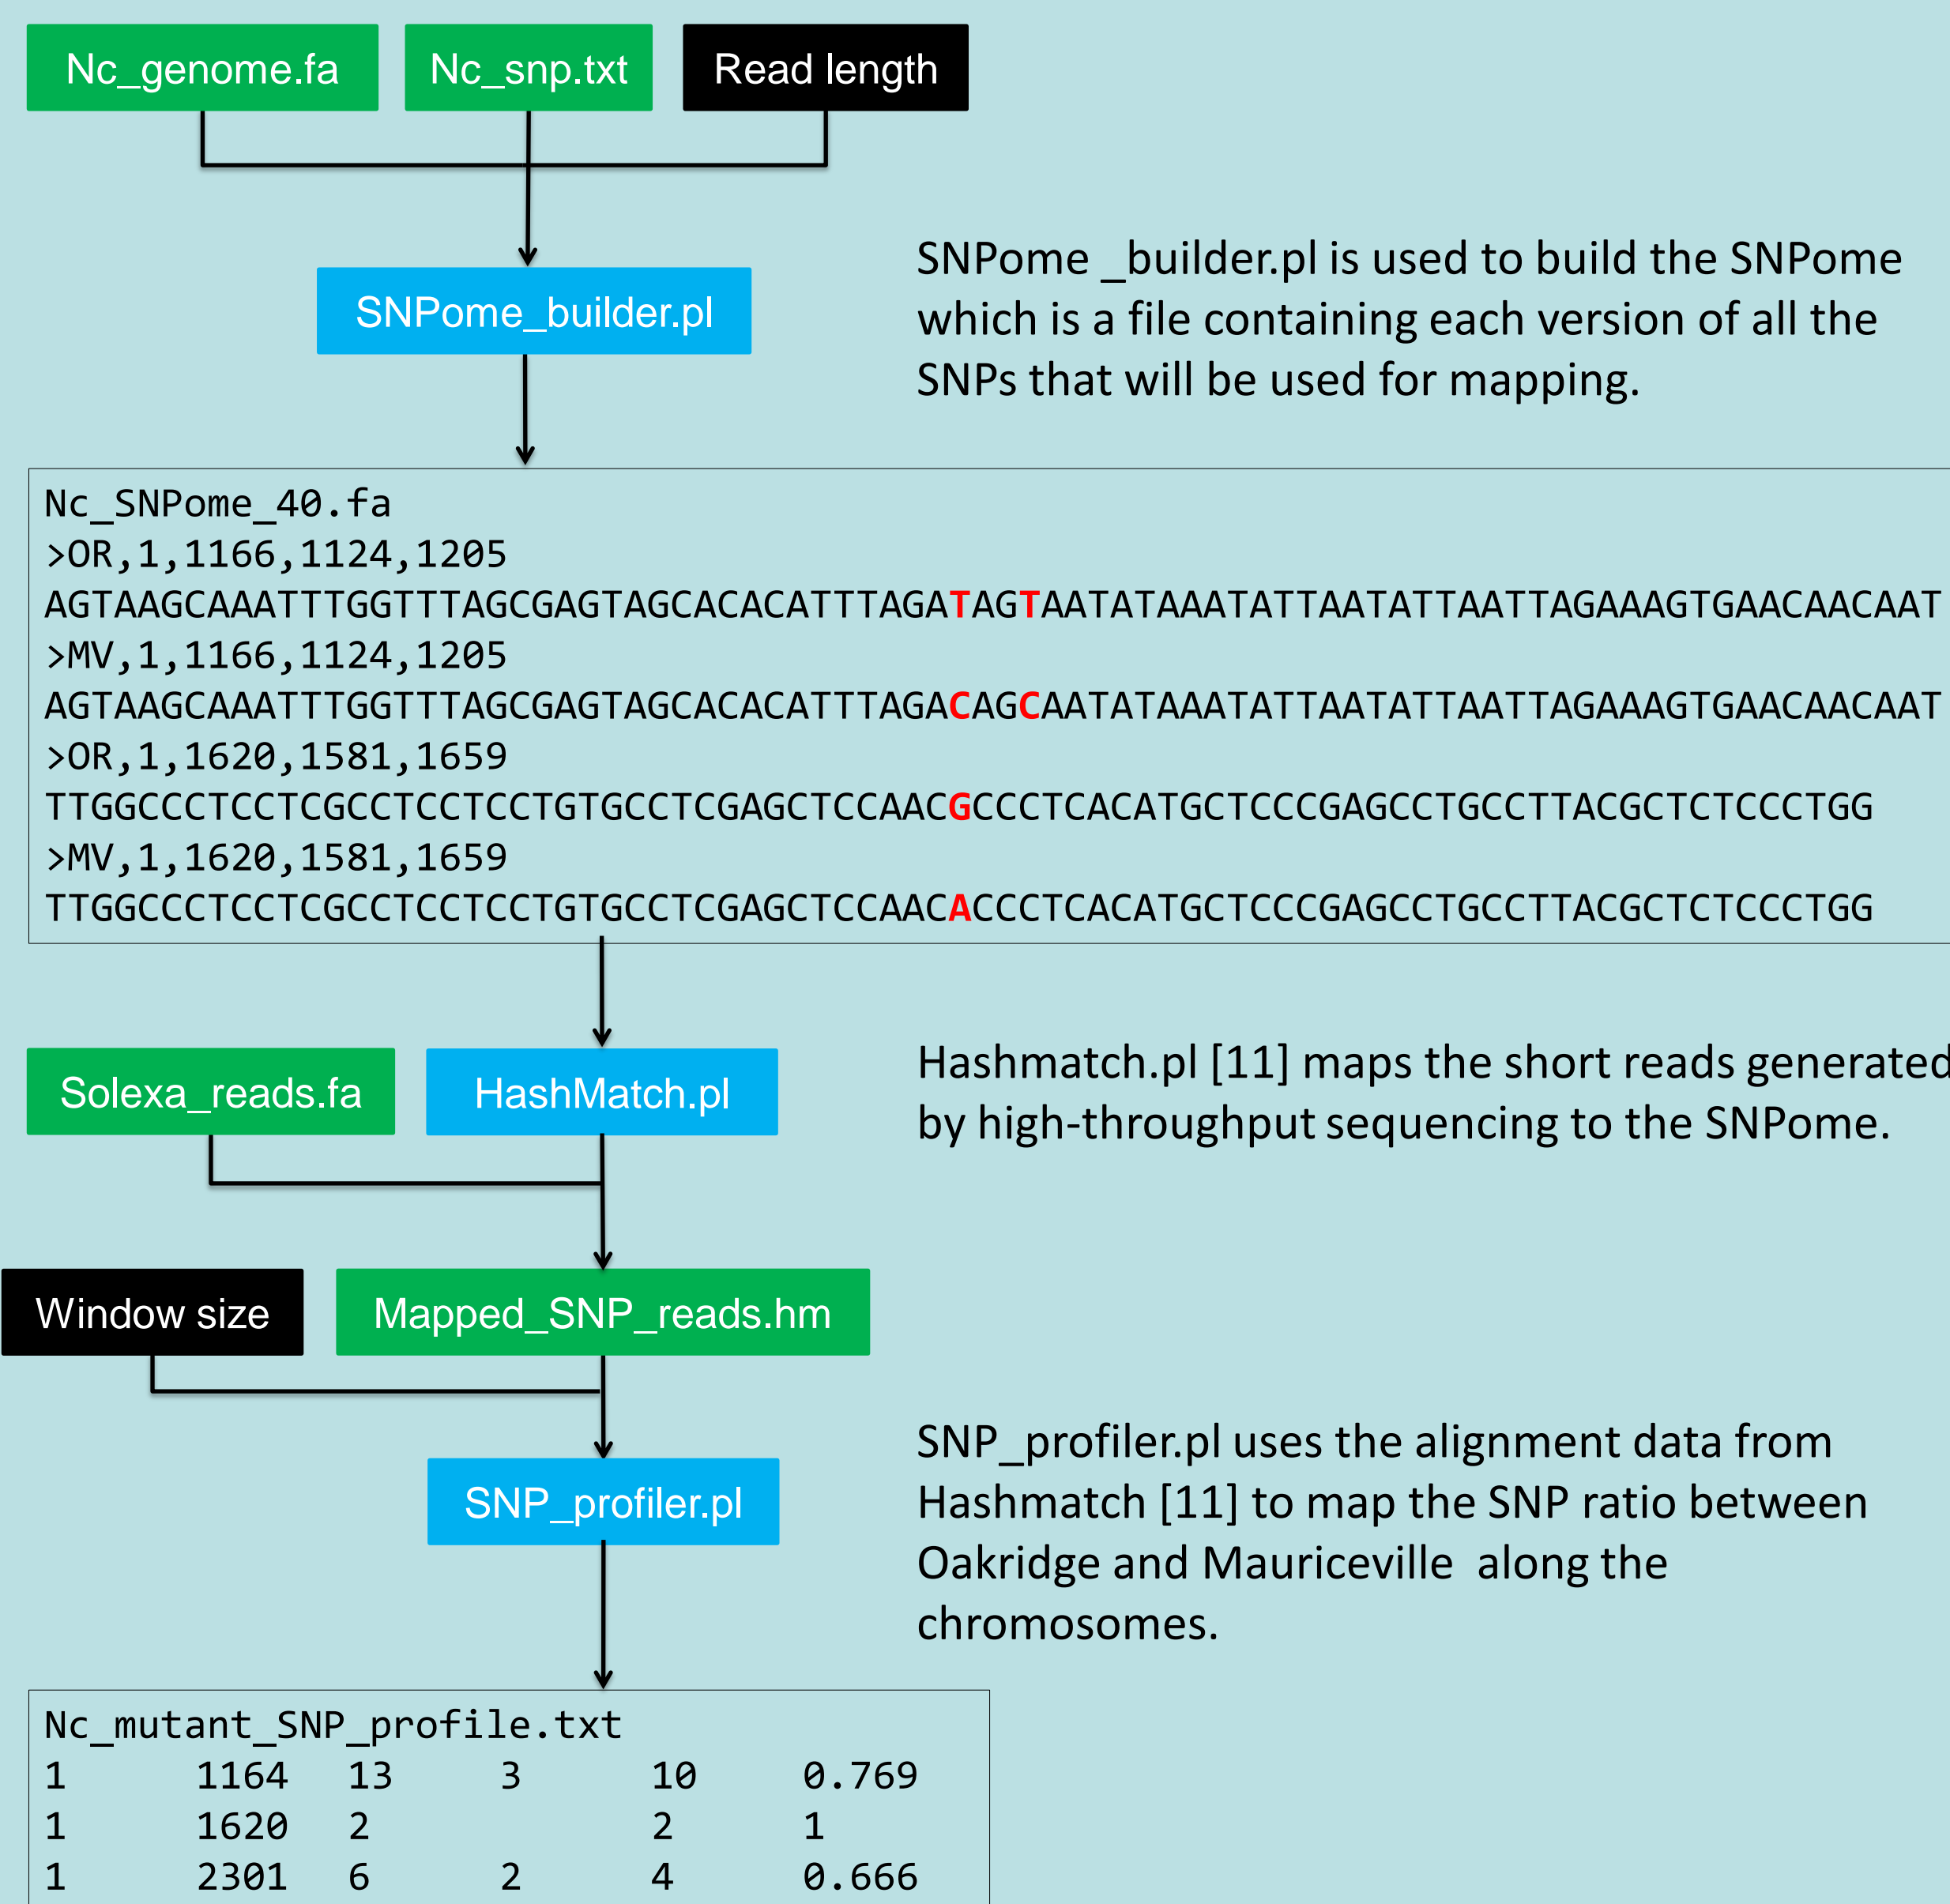 Nc_genome.fa
Nc_snp.txt
Read length
SNPome_builder.pl
SNPome _builder.pl is used to build the SNPome
which is a file containing each version of all the
SNPs that will be used for mapping.
Nc_SNPome_40.fa
>OR,1,1166,1124,1205
AGTAAGCAAATTTGGTTTAGCGAGTAGCACACATTTAGATAGTAATATAAATATTAATATTAATTAGAAAGTGAACAACAAT
>MV,1,1166,1124,1205
AGTAAGCAAATTTGGTTTAGCGAGTAGCACACATTTAGACAGCAATATAAATATTAATATTAATTAGAAAGTGAACAACAAT
>OR,1,1620,1581,1659
TTGGCCCTCCTCGCCTCCTCCTGTGCCTCGAGCTCCAACGCCCTCACATGCTCCCGAGCCTGCCTTACGCTCTCCCTGG
>MV,1,1620,1581,1659
TTGGCCCTCCTCGCCTCCTCCTGTGCCTCGAGCTCCAACACCCTCACATGCTCCCGAGCCTGCCTTACGCTCTCCCTGG
Solexa_reads.fa
HashMatch.pl
Hashmatch.pl [11] maps the short reads generated
by high-throughput sequencing to the SNPome.
Window size
Mapped_SNP_reads.hm
SNP_profiler.pl
SNP_profiler.pl uses the alignment data from
Hashmatch [11] to map the SNP ratio between
Oakridge and Mauriceville  along the
chromosomes.
Nc_mutant_SNP_profile.txt
1 1164 13 3 10 0.769
1 1620 2 2 1
1 2301 6 2 4 0.666